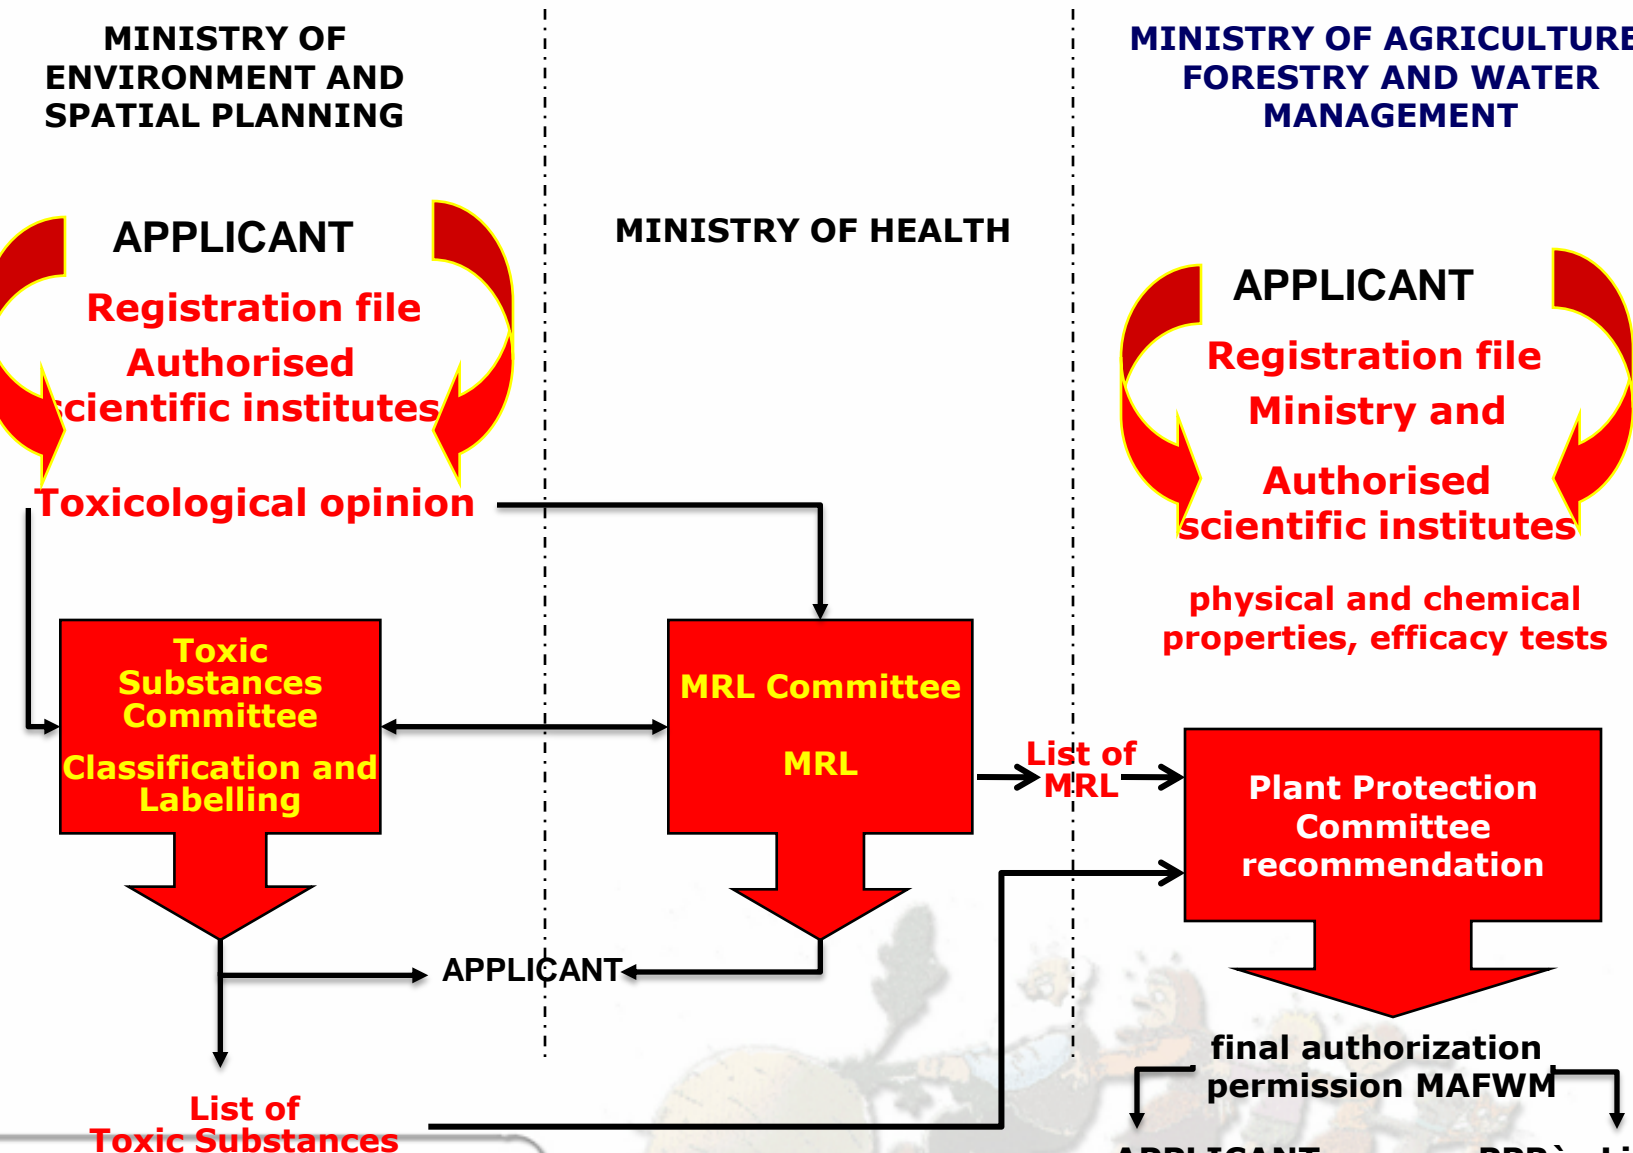 MINISTRY OF
ENVIRONMENT AND
SPATIAL PLANNING
APPLICANT
Registration file
Authorised
scientific institutes
Toxicological opinion
Toxic
Substances
Committee
Classification and
Labelling
List of
Toxic Substances
MINISTRY OF HEALTH
MRL Committee
MRL
List of
MRL
APPLICANT
MINISTRY OF AGRICULTURE
FORESTRY AND WATER
MANAGEMENT
APPLICANT
Registration file
Ministry and
Authorised
scientific institutes
physical and chemical
properties, efficacy tests
Plant Protection
Committee
recommendation
final authorization
permission MAFWM
APPLICANT